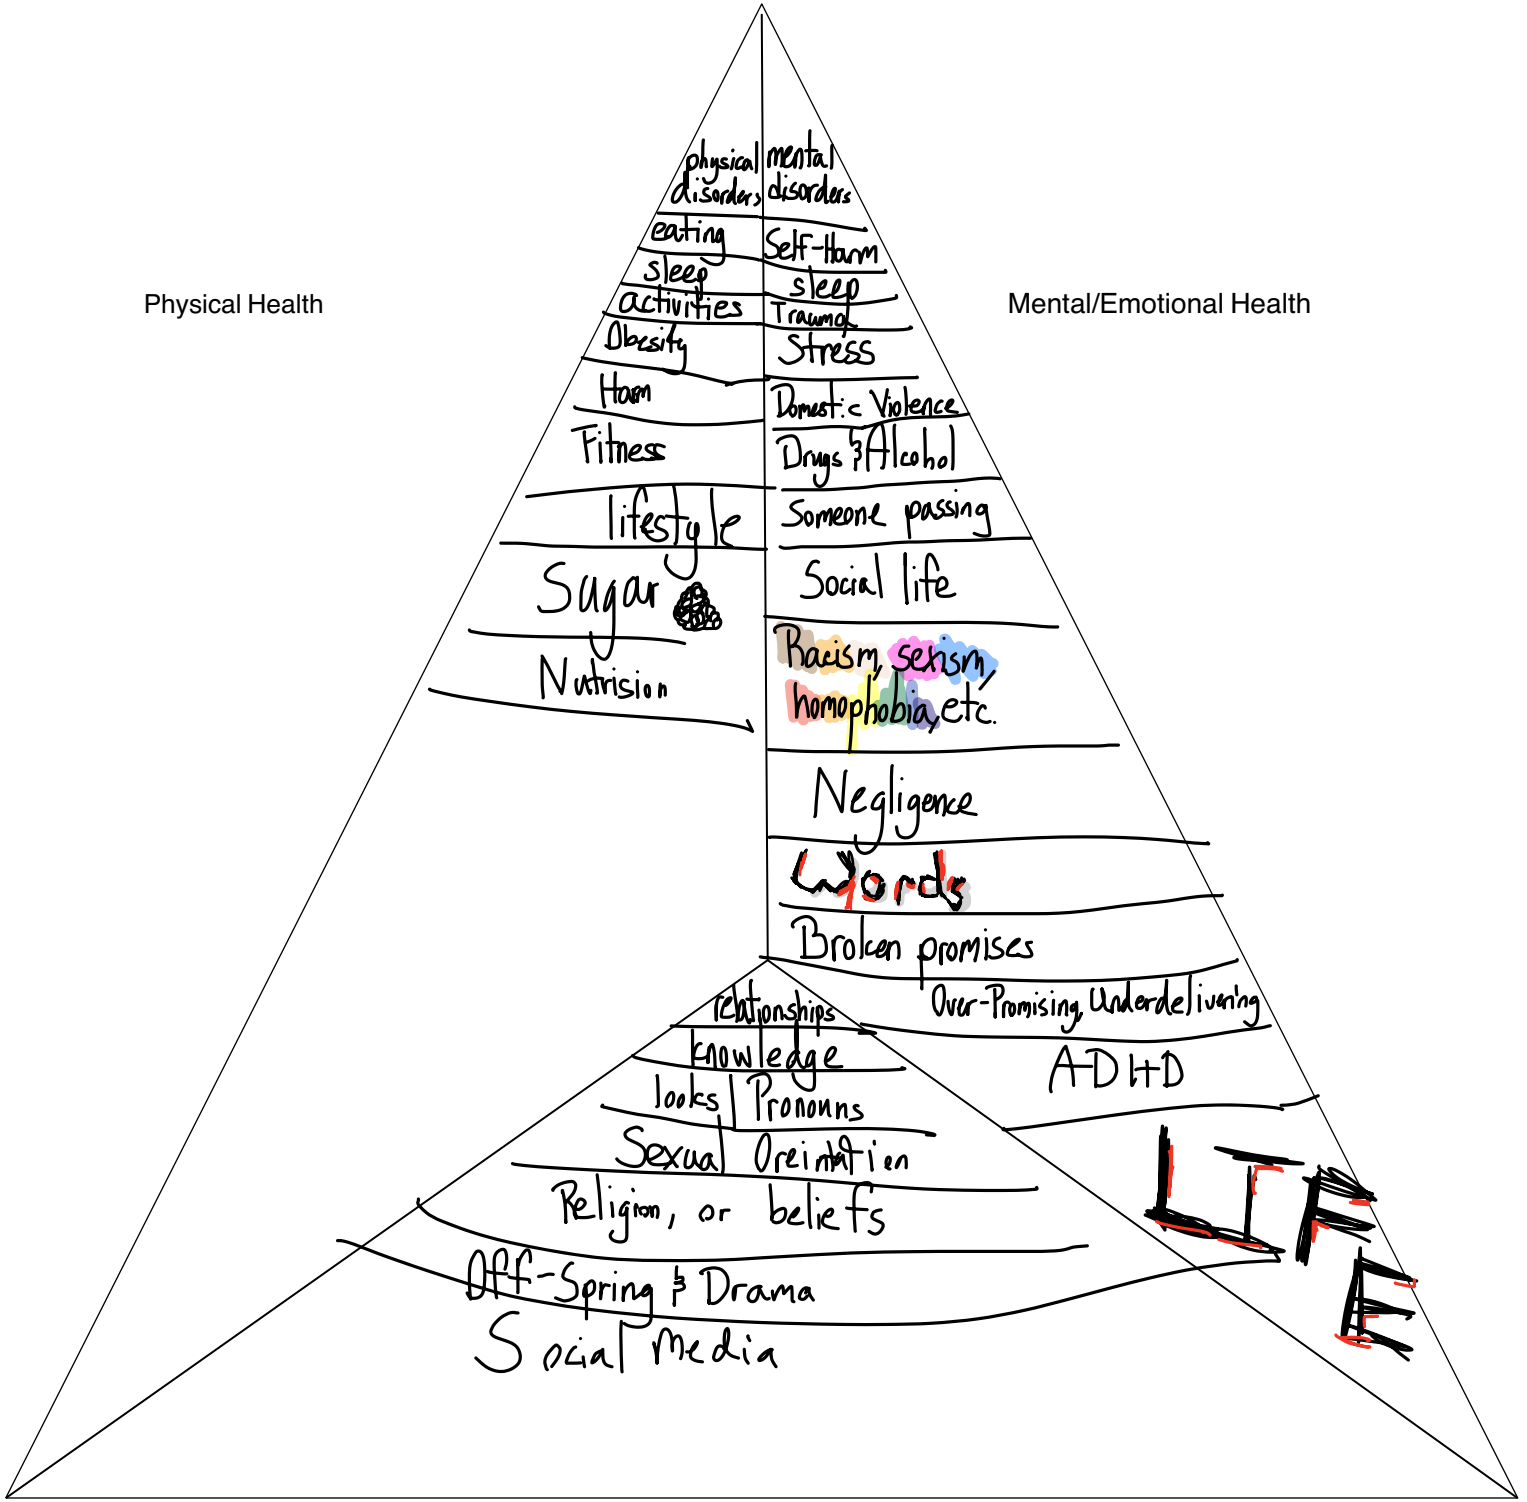 Physical Health
physical
disorders
eating
sleep
activities
Obesity
Harm
Fitness
lifestyle
Sugar
Nutrision
Mental/Emotional Health
mental
disorders
Self-Harm
sleep
Trauma
Stress
Domestic Violence
Drugs & Alcohol
Someone passing
Social life
Racism, sexism,
homophobia, etc.
Negligence
Words
Broken promises
Over-Promising, Underdelivering
ADHD
LIFE
relationships
knowledge
looks | Pronouns
Sexual Oreintatien
Religion, or beliefs
Off-Spring & Drama
Social Media